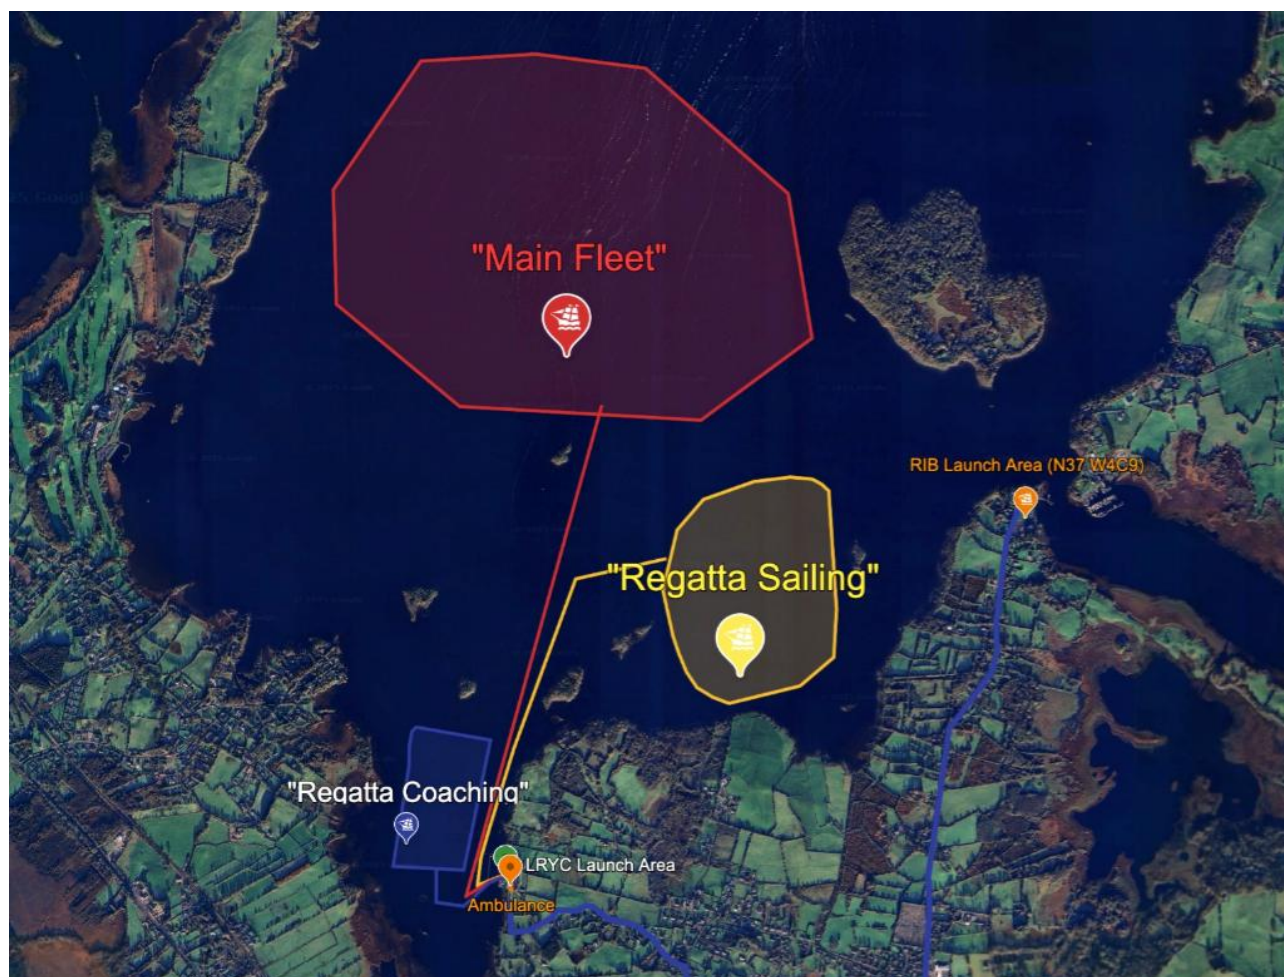 "Main Fleet"
RIB Launch Area (N37 W4C9)
"Regatta Sailing"
"Regatta Coaching"
LRYC Launch Area
Ambulance